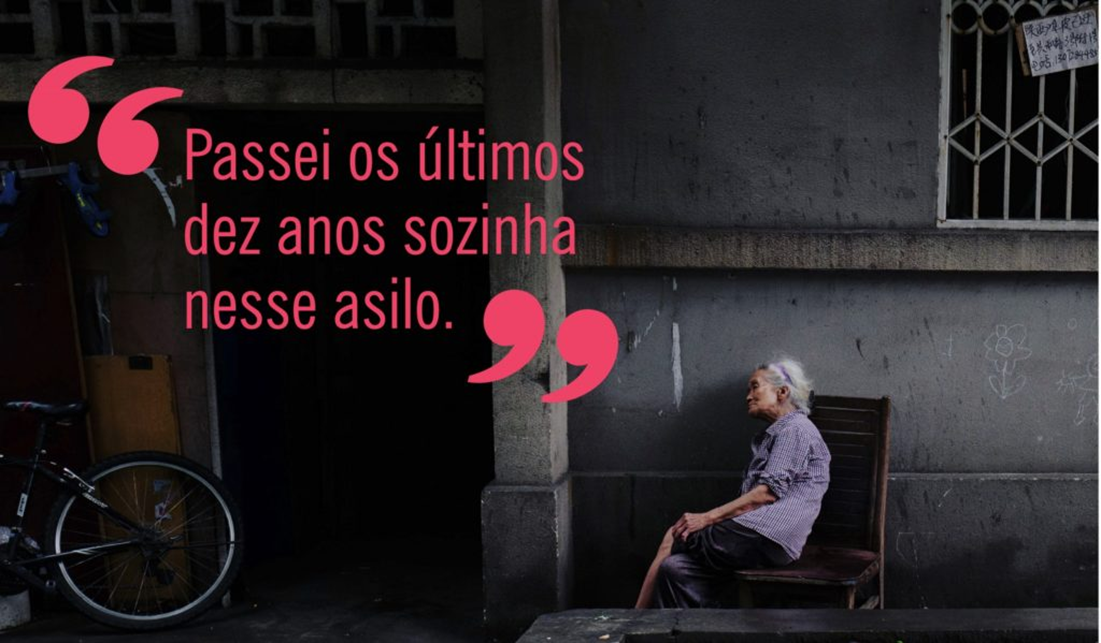 “Passei os últimos
dez anos sozinha
nesse asilo.”